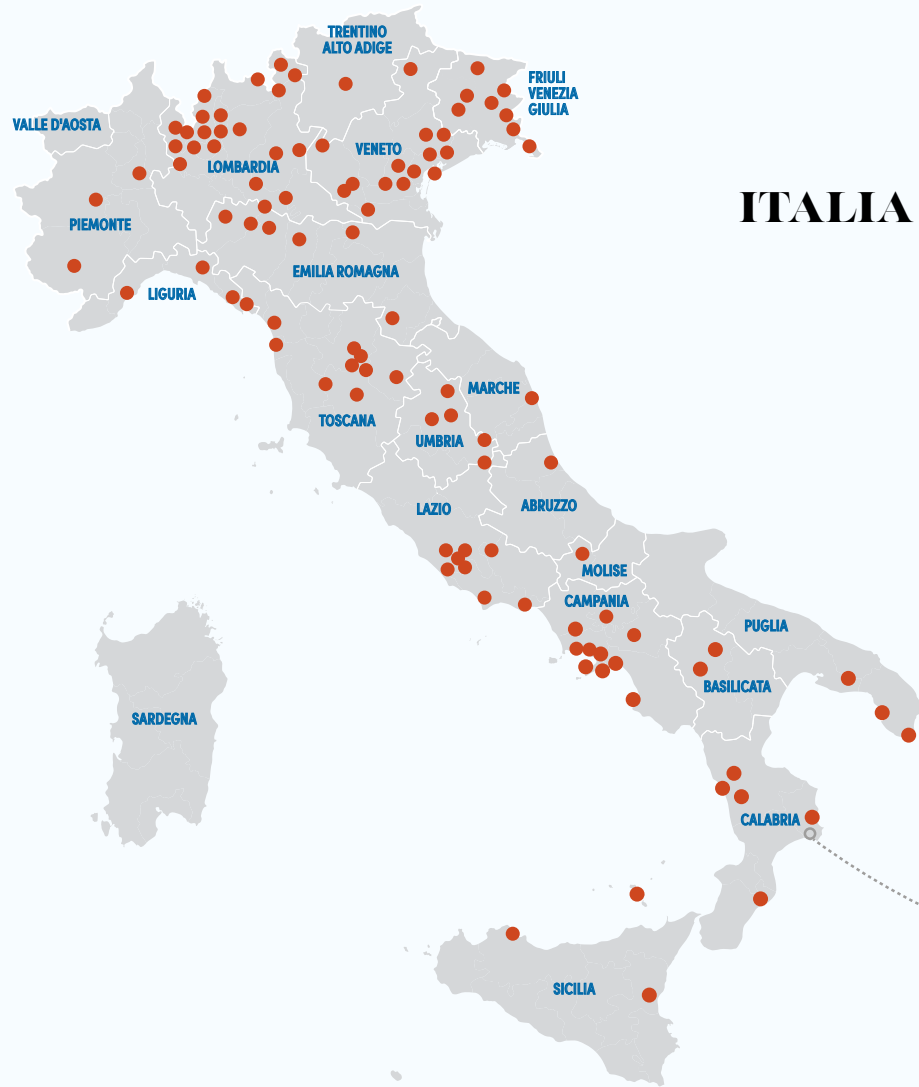 TRENTINO
ALTO ADIGE
FRIULI
VENEZIA
GIULIA
VALLE D'AOSTA
VENETO
LOMBARDIA
ITALIA
PIEMONTE
EMILIA ROMAGNA
LIGURIA
MARCHE
TOSCANA
UMBRIA
LAZIO
ABRUZZO
MOLISE
CAMPANIA
PUGLIA
BASILICATA
SARDEGNA
CALABRIA
SICILIA